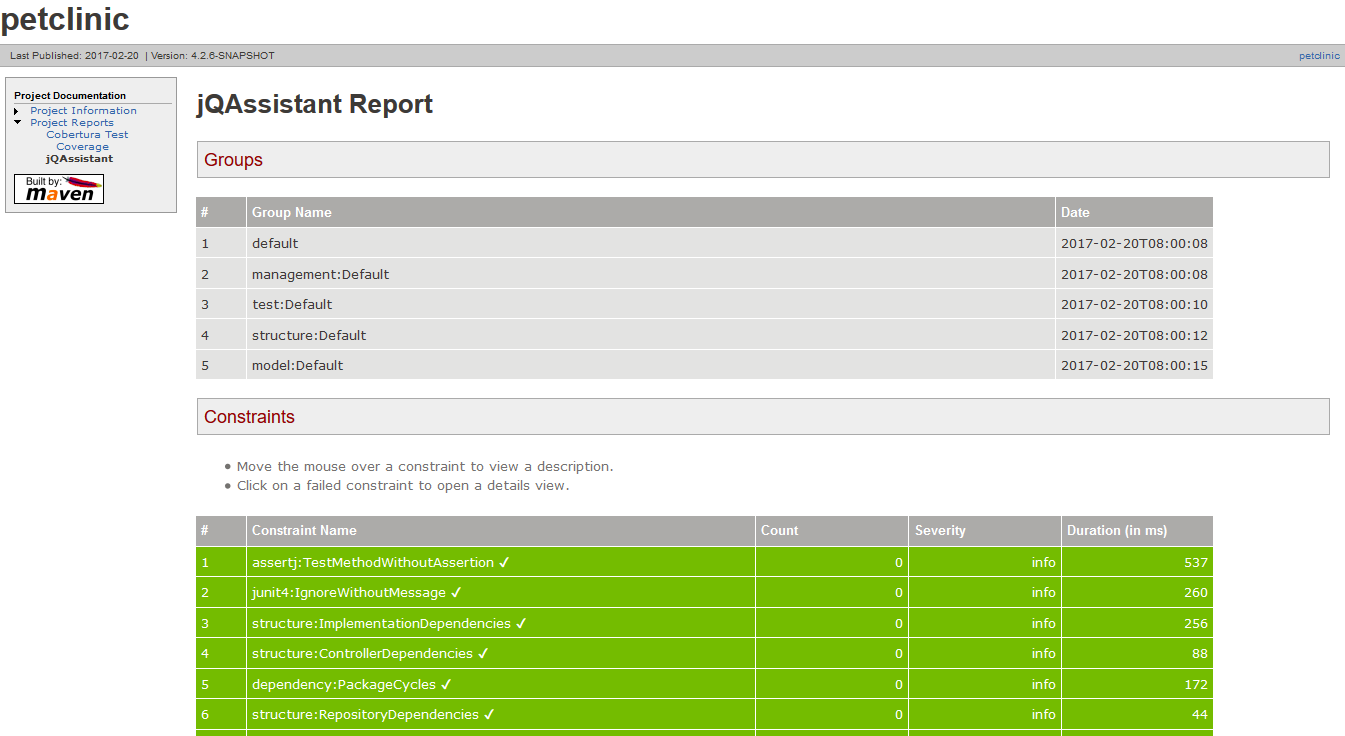 petclinic
Last Published: 2017-02-20 | Version: 4.2.6-SNAPSHOT petclinic
Project Documentation
Project Information
Project Reports
Cobertura Test
Coverage
jQAssistant
Built by:
maven
jQAssistant Report
Groups
# Group Name Date
1 default 2017-02-20T08:00:08
2 management:Default 2017-02-20T08:00:08
3 test:Default 2017-02-20T08:00:10
4 structure:Default 2017-02-20T08:00:12
5 model:Default 2017-02-20T08:00:15
Constraints
• Move the mouse over a constraint to view a description.
• Click on a failed constraint to open a details view.
# Constraint Name Count Severity Duration (in ms)
1 assertj:TestMethodWithoutAssertion ✓ 0 info 537
2 junit4:IgnoreWithoutMessage ✓ 0 info 260
3 structure:ImplementationDependencies ✓ 0 info 256
4 structure:ControllerDependencies ✓ 0 info 88
5 dependency:PackageCycles ✓ 0 info 172
6 structure:RepositoryDependencies ✓ 0 info 44